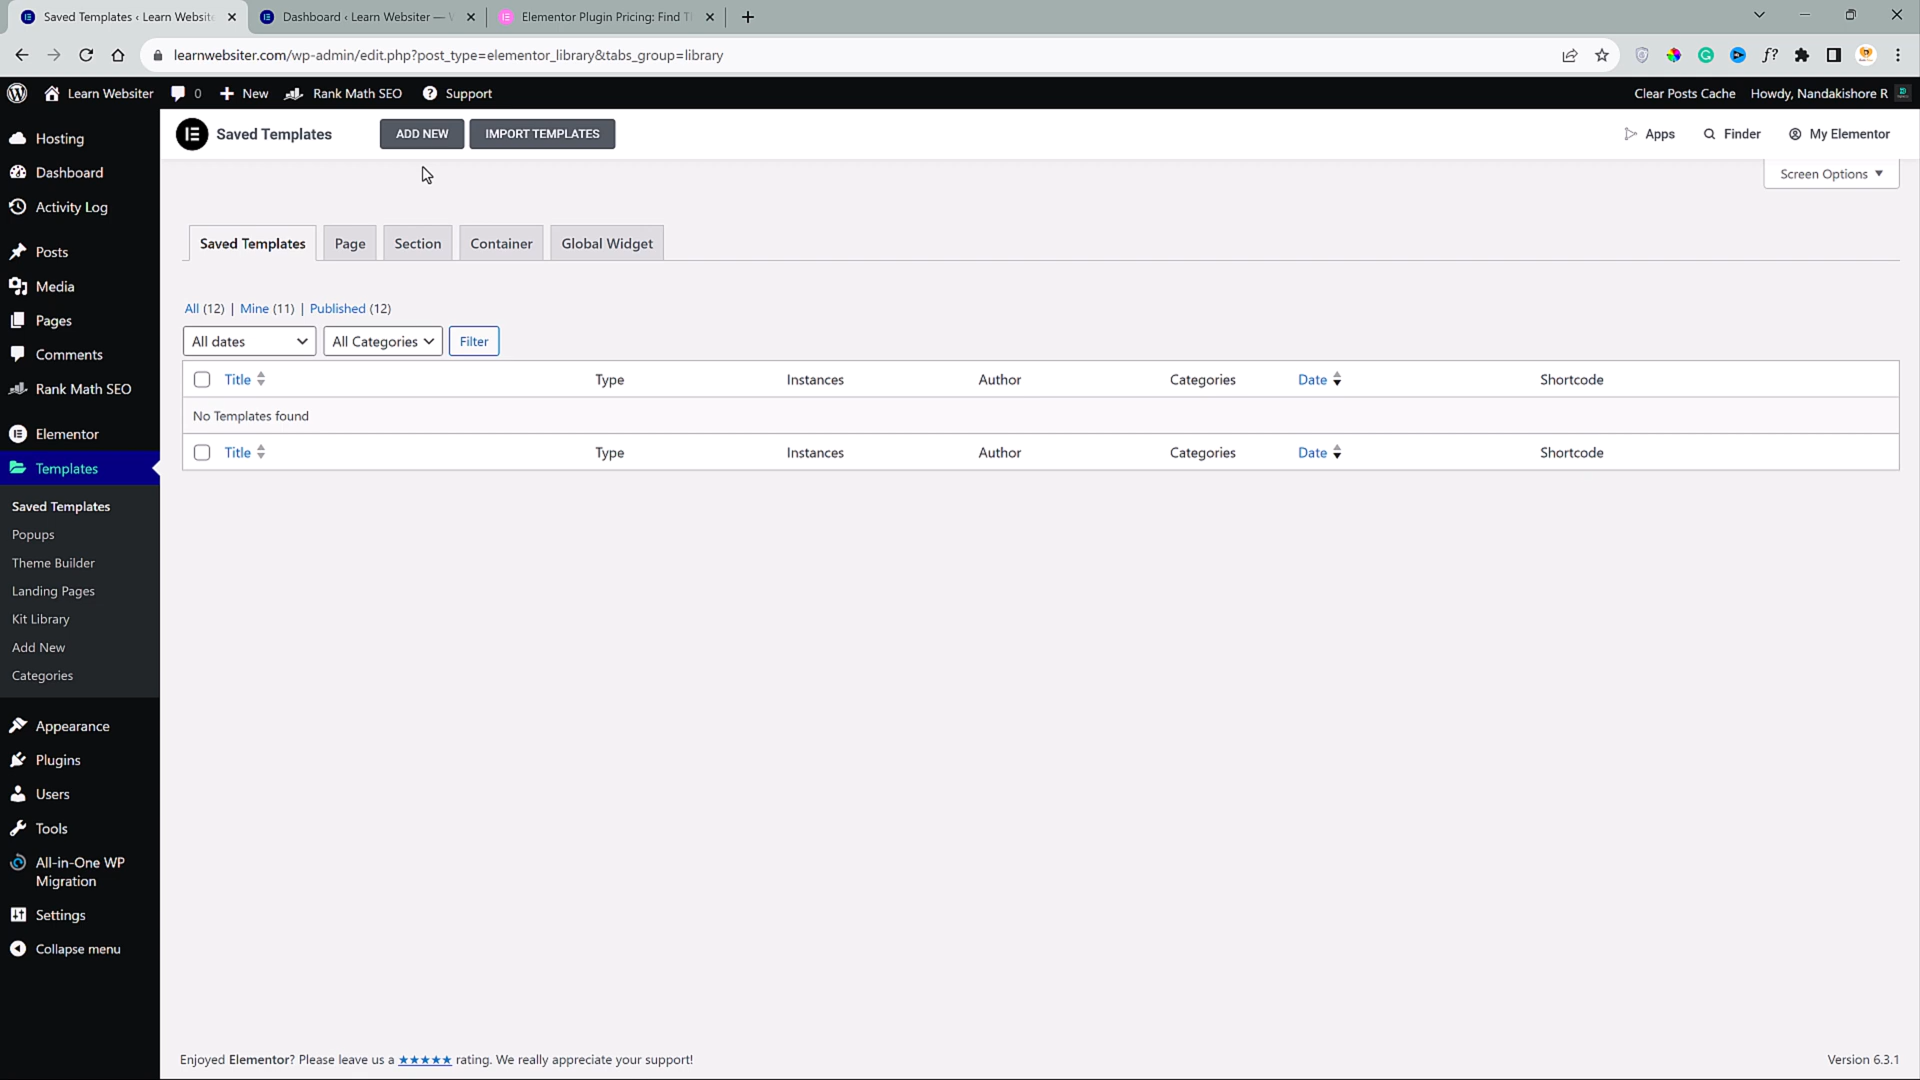 Saved Templates ‹ Learn Websit
Dashboard ‹ Learn Websiter —
Elementor Plugin Pricing: Find T
learnwebsiter.com/wp-admin/edit.php?post_type=elementor_library&tabs_group=library
f?
Learn Websiter
0
New
Rank Math SEO
Support
Clear Posts Cache
Howdy, Nandakishore R
Saved Templates
ADD NEW
IMPORT TEMPLATES
Apps
Finder
My Elementor
Screen Options
Hosting
Dashboard
Activity Log
Posts
Media
Pages
Comments
Rank Math SEO
Elementor
Templates
Saved Templates
Popups
Theme Builder
Landing Pages
Kit Library
Add New
Categories
Appearance
Plugins
Users
Tools
All-in-One WP
Migration
Settings
Collapse menu
Saved Templates
Page
Section
Container
Global Widget
All (12) | Mine (11) | Published (12)
All dates
All Categories
Filter
Title Type Instances Author Categories Date Shortcode
No Templates found
Title Type Instances Author Categories Date Shortcode
Enjoyed Elementor? Please leave us a ★★★★★ rating. We really appreciate your support!
Version 6.3.1